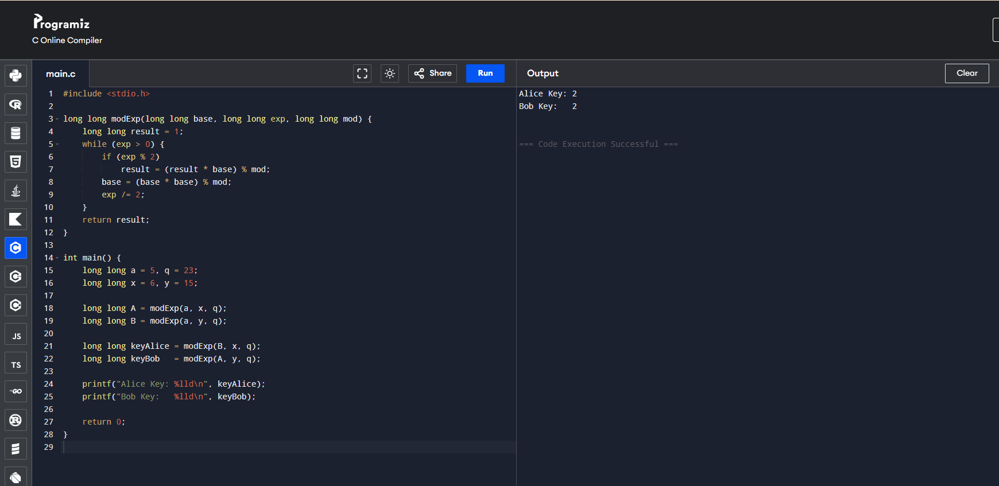 Programiz
C Online Compiler
main.c
Share
Run
Output
Clear
1 #include <stdio.h>
2
3 long long modExp(long long base, long long exp, long long mod) {
4     long long result = 1;
5     while (exp > 0) {
6         if (exp % 2)
7             result = (result * base) % mod;
8         base = (base * base) % mod;
9         exp /= 2;
10     }
11     return result;
12 }
13
14 int main() {
15     long long a = 5, q = 23;
16     long long x = 6, y = 15;
17
18     long long A = modExp(a, x, q);
19     long long B = modExp(a, y, q);
20
21     long long keyAlice = modExp(B, x, q);
22     long long keyBob   = modExp(A, y, q);
23
24     printf("Alice Key: %lld\n", keyAlice);
25     printf("Bob Key:   %lld\n", keyBob);
26
27     return 0;
28 }
29
Alice Key: 2
Bob Key:   2
=== Code Execution Successful ===
JS
TS
GO